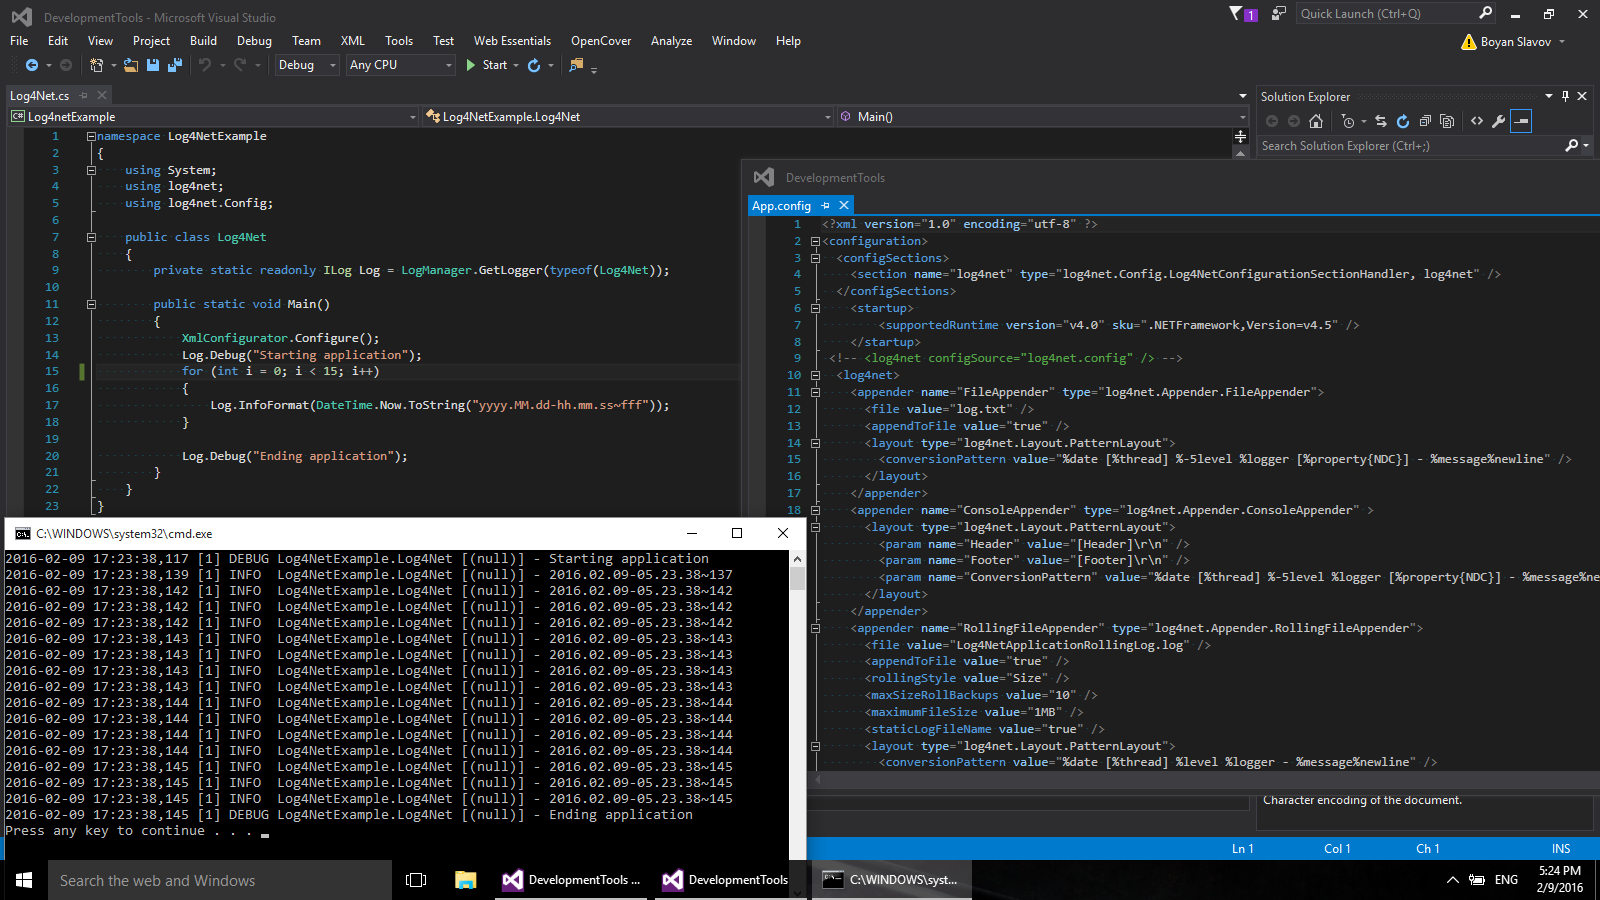 DevelopmentTools - Microsoft Visual Studio
1
Quick Launch (Ctrl+Q)
File Edit View Project Build Debug Team XML Tools Test Web Essentials OpenCover Analyze Window Help
Boyan Slavov
Debug Any CPU Start
Log4Net.cs
Log4netExample Log4NetExample.Log4Net Main()
1 namespace Log4NetExample
2 {
3 using System;
4 using log4net;
5 using log4net.Config;
6
7 public class Log4Net
8 {
9 private static readonly ILog Log = LogManager.GetLogger(typeof(Log4Net));
10
11 public static void Main()
12 {
13 XmlConfigurator.Configure();
14 Log.Debug("Starting application");
15 for (int i = 0; i < 15; i++)
16 {
17 Log.InfoFormat(DateTime.Now.ToString("yyyy.MM.dd-hh.mm.ss~fff"));
18 }
19
20 Log.Debug("Ending application");
21 }
22 }
23 }
Solution Explorer
Search Solution Explorer (Ctrl+;)
DevelopmentTools
App.config
1 <?xml version="1.0" encoding="utf-8" ?>
2 <configuration>
3 <configSections>
4 <section name="log4net" type="log4net.Config.Log4NetConfigurationSectionHandler, log4net" />
5 </configSections>
6 <startup>
7 <supportedRuntime version="v4.0" sku=".NETFramework,Version=v4.5" />
8 </startup>
9 <!-- <log4net configSource="log4net.config" /> -->
10 <log4net>
11 <appender name="FileAppender" type="log4net.Appender.FileAppender">
12 <file value="log.txt" />
13 <appendToFile value="true" />
14 <layout type="log4net.Layout.PatternLayout">
15 <conversionPattern value="%date [%thread] %-5level %logger [%property{NDC}] - %message%newline" />
16 </layout>
17 </appender>
18 <appender name="ConsoleAppender" type="log4net.Appender.ConsoleAppender" >
<layout type="log4net.Layout.PatternLayout">
<param name="Header" value="[Header]\r\n" />
<param name="Footer" value="[Footer]\r\n" />
<param name="ConversionPattern" value="%date [%thread] %-5level %logger [%property{NDC}] - %message%ne
</layout>
</appender>
<appender name="RollingFileAppender" type="log4net.Appender.RollingFileAppender">
<file value="Log4NetApplicationRollingLog.log" />
<appendToFile value="true" />
<rollingStyle value="Size" />
<maxSizeRollBackups value="10" />
<maximumFileSize value="1MB" />
<staticLogFileName value="true" />
<layout type="log4net.Layout.PatternLayout">
<conversionPattern value="%date [%thread] %level %logger - %message%newline" />
C:\WINDOWS\system32\cmd.exe
2016-02-09 17:23:38,117 [1] DEBUG Log4NetExample.Log4Net [(null)] - Starting application
2016-02-09 17:23:38,139 [1] INFO Log4NetExample.Log4Net [(null)] - 2016.02.09-05.23.38~137
2016-02-09 17:23:38,142 [1] INFO Log4NetExample.Log4Net [(null)] - 2016.02.09-05.23.38~142
2016-02-09 17:23:38,142 [1] INFO Log4NetExample.Log4Net [(null)] - 2016.02.09-05.23.38~142
2016-02-09 17:23:38,142 [1] INFO Log4NetExample.Log4Net [(null)] - 2016.02.09-05.23.38~142
2016-02-09 17:23:38,143 [1] INFO Log4NetExample.Log4Net [(null)] - 2016.02.09-05.23.38~143
2016-02-09 17:23:38,143 [1] INFO Log4NetExample.Log4Net [(null)] - 2016.02.09-05.23.38~143
2016-02-09 17:23:38,143 [1] INFO Log4NetExample.Log4Net [(null)] - 2016.02.09-05.23.38~143
2016-02-09 17:23:38,143 [1] INFO Log4NetExample.Log4Net [(null)] - 2016.02.09-05.23.38~143
2016-02-09 17:23:38,144 [1] INFO Log4NetExample.Log4Net [(null)] - 2016.02.09-05.23.38~144
2016-02-09 17:23:38,144 [1] INFO Log4NetExample.Log4Net [(null)] - 2016.02.09-05.23.38~144
2016-02-09 17:23:38,144 [1] INFO Log4NetExample.Log4Net [(null)] - 2016.02.09-05.23.38~144
2016-02-09 17:23:38,144 [1] INFO Log4NetExample.Log4Net [(null)] - 2016.02.09-05.23.38~144
2016-02-09 17:23:38,145 [1] INFO Log4NetExample.Log4Net [(null)] - 2016.02.09-05.23.38~145
2016-02-09 17:23:38,145 [1] INFO Log4NetExample.Log4Net [(null)] - 2016.02.09-05.23.38~145
2016-02-09 17:23:38,145 [1] INFO Log4NetExample.Log4Net [(null)] - 2016.02.09-05.23.38~145
2016-02-09 17:23:38,145 [1] DEBUG Log4NetExample.Log4Net [(null)] - Ending application
Press any key to continue . . .
Character encoding of the document.
Ln 1 Col 1 Ch 1 INS
Search the web and Windows
DevelopmentTools ...
DevelopmentTools
C:\WINDOWS\syst...
ENG
5:24 PM
2/9/2016